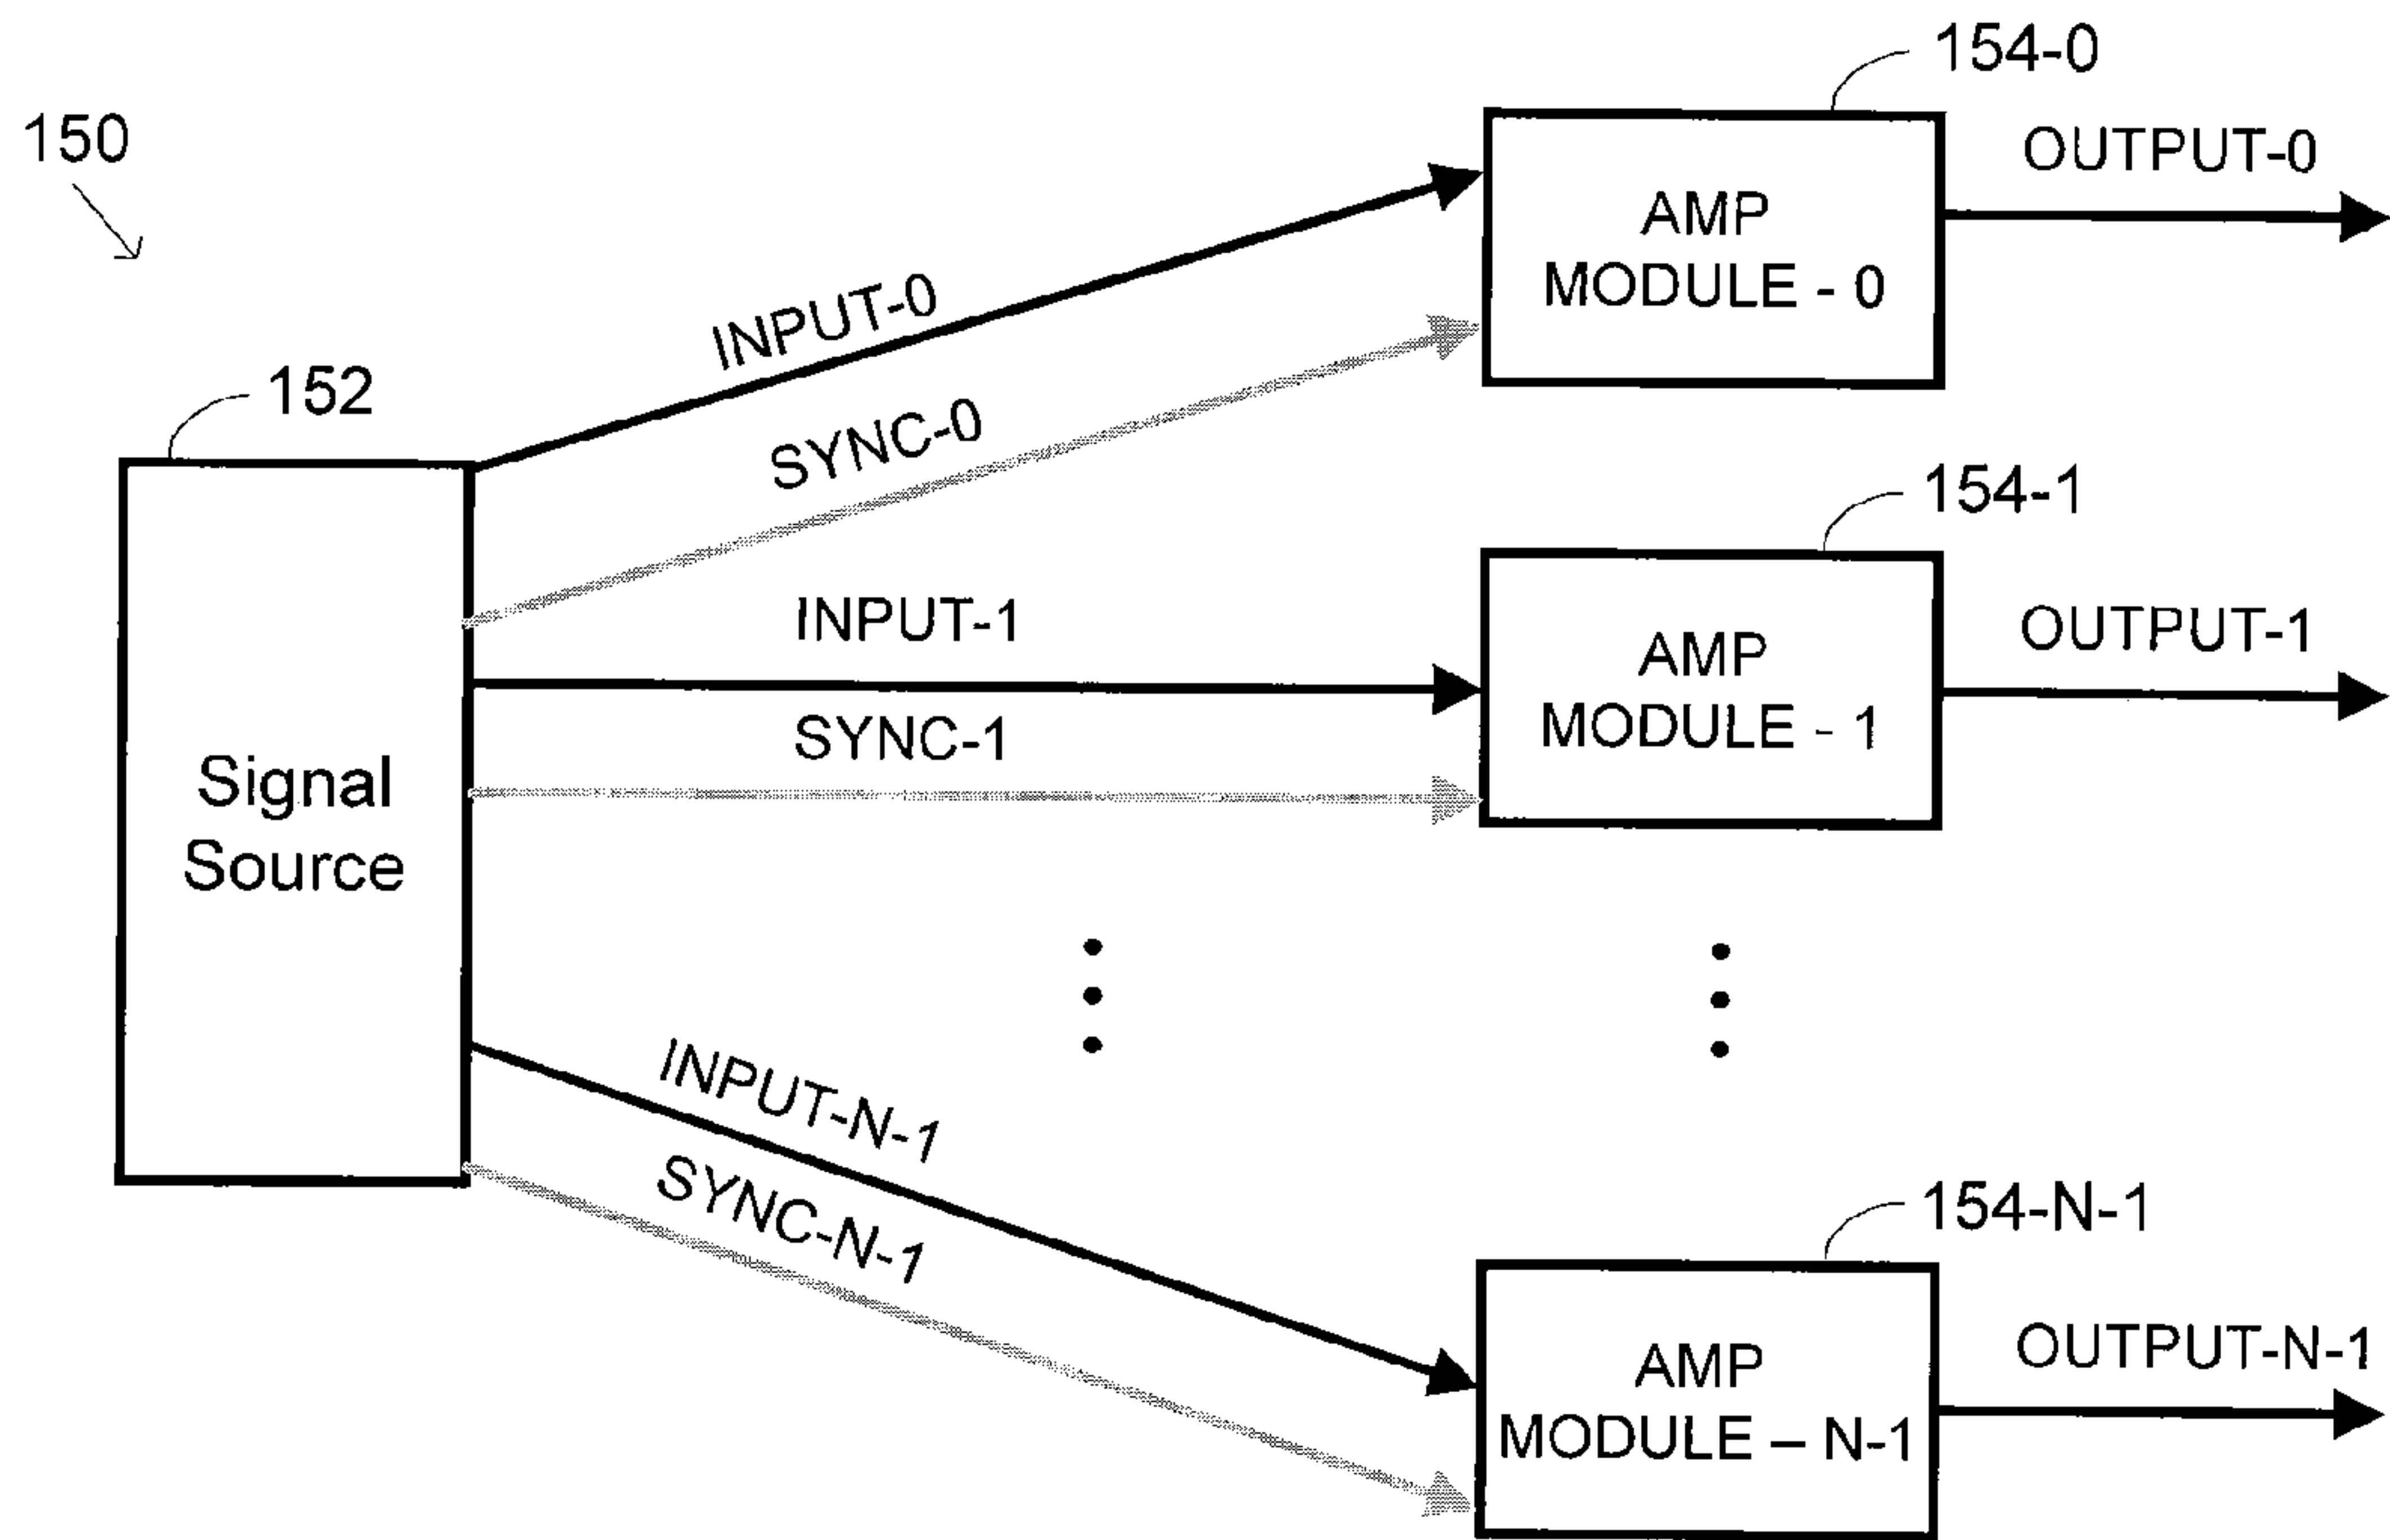 154-0
150
OUTPUT-0
AMP
MODULE - 0
INPUT-0
152
SYNC-0
154-1
INPUT-1
OUTPUT-1
AMP
MODULE - 1
SYNC-1
Signal
Source
INPUT-N-1
SYNC-N-1
154-N-1
OUTPUT-N-1
AMP
MODULE – N-1